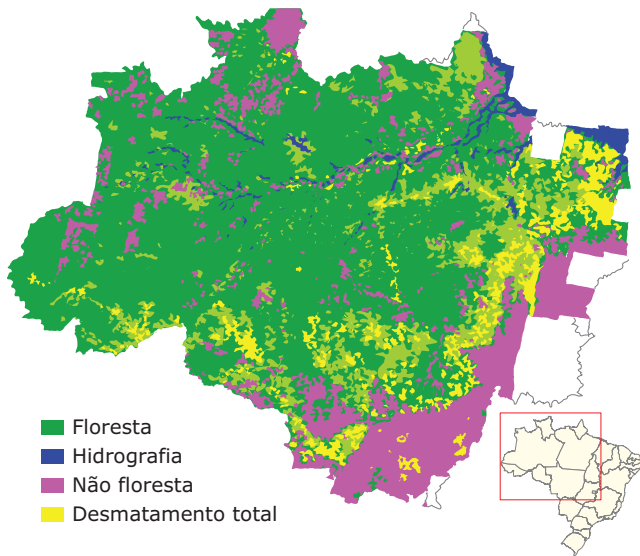 Floresta
Hidrografia
Não floresta
Desmatamento total